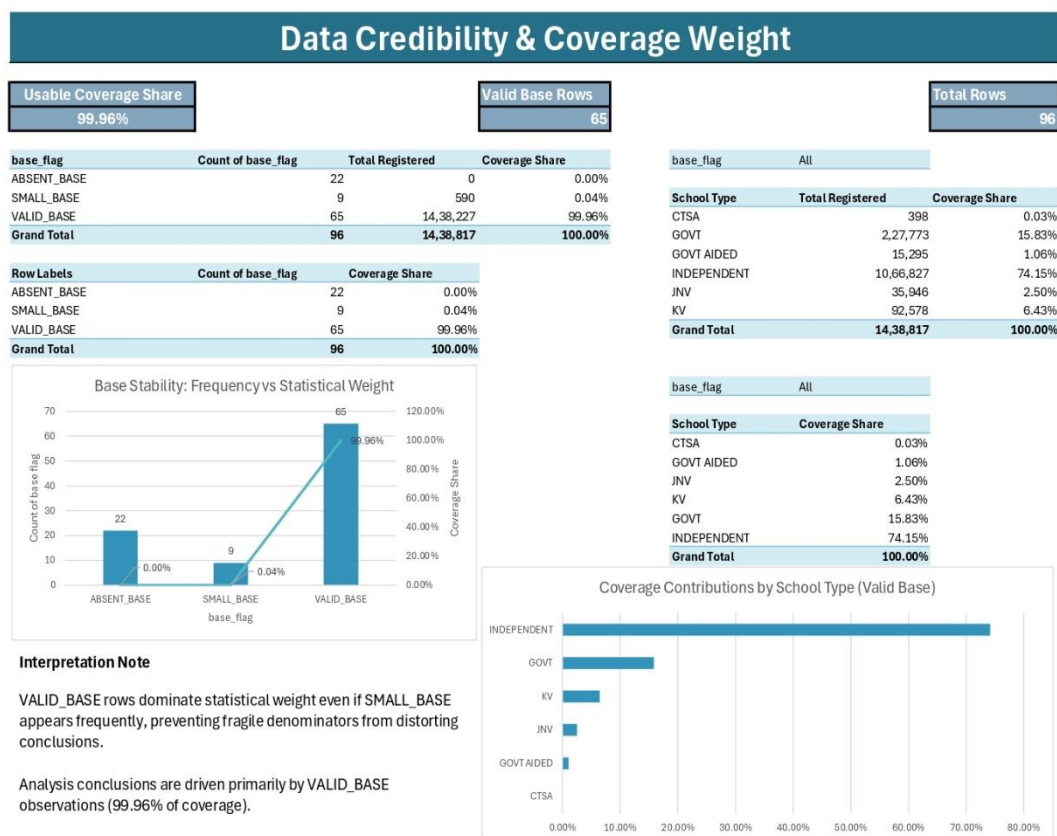 Data Credibility & Coverage Weight
Usable Coverage Share
99.96%
Valid Base Rows
65
Total Rows
96
base_flag Count of base_flag Total Registered Coverage Share
ABSENT_BASE 22 0 0.00%
SMALL_BASE 9 590 0.04%
VALID_BASE 65 14,38,227 99.96%
Grand Total 96 14,38,817 100.00%
Row Labels Count of base_flag Coverage Share
ABSENT_BASE 22 0.00%
SMALL_BASE 9 0.04%
VALID_BASE 65 99.96%
Grand Total 96 100.00%
base_flag All
School Type Total Registered Coverage Share
CTSA 398 0.03%
GOVT 2,27,773 15.83%
GOVT AIDED 15,295 1.06%
INDEPENDENT 10,66,827 74.15%
JNV 35,946 2.50%
KV 92,578 6.43%
Grand Total 14,38,817 100.00%
base_flag All
School Type Coverage Share
CTSA 0.03%
GOVT AIDED 1.06%
JNV 2.50%
KV 6.43%
GOVT 15.83%
INDEPENDENT 74.15%
Grand Total 100.00%
Base Stability: Frequency vs Statistical Weight
Count of base flag
70
60
50
40
30
20
10
0
22
9
65
0.00%
0.04%
99.96%
120.00%
100.00%
80.00%
60.00%
40.00%
20.00%
0.00%
Coverage Share
ABSENT_BASE SMALL_BASE VALID_BASE
base_flag
Interpretation Note
VALID_BASE rows dominate statistical weight even if SMALL_BASE
appears frequently, preventing fragile denominators from distorting
conclusions.
Analysis conclusions are driven primarily by VALID_BASE
observations (99.96% of coverage).
Coverage Contributions by School Type (Valid Base)
INDEPENDENT
GOVT
KV
JNV
GOVT AIDED
CTSA
0.00% 10.00% 20.00% 30.00% 40.00% 50.00% 60.00% 70.00% 80.00%